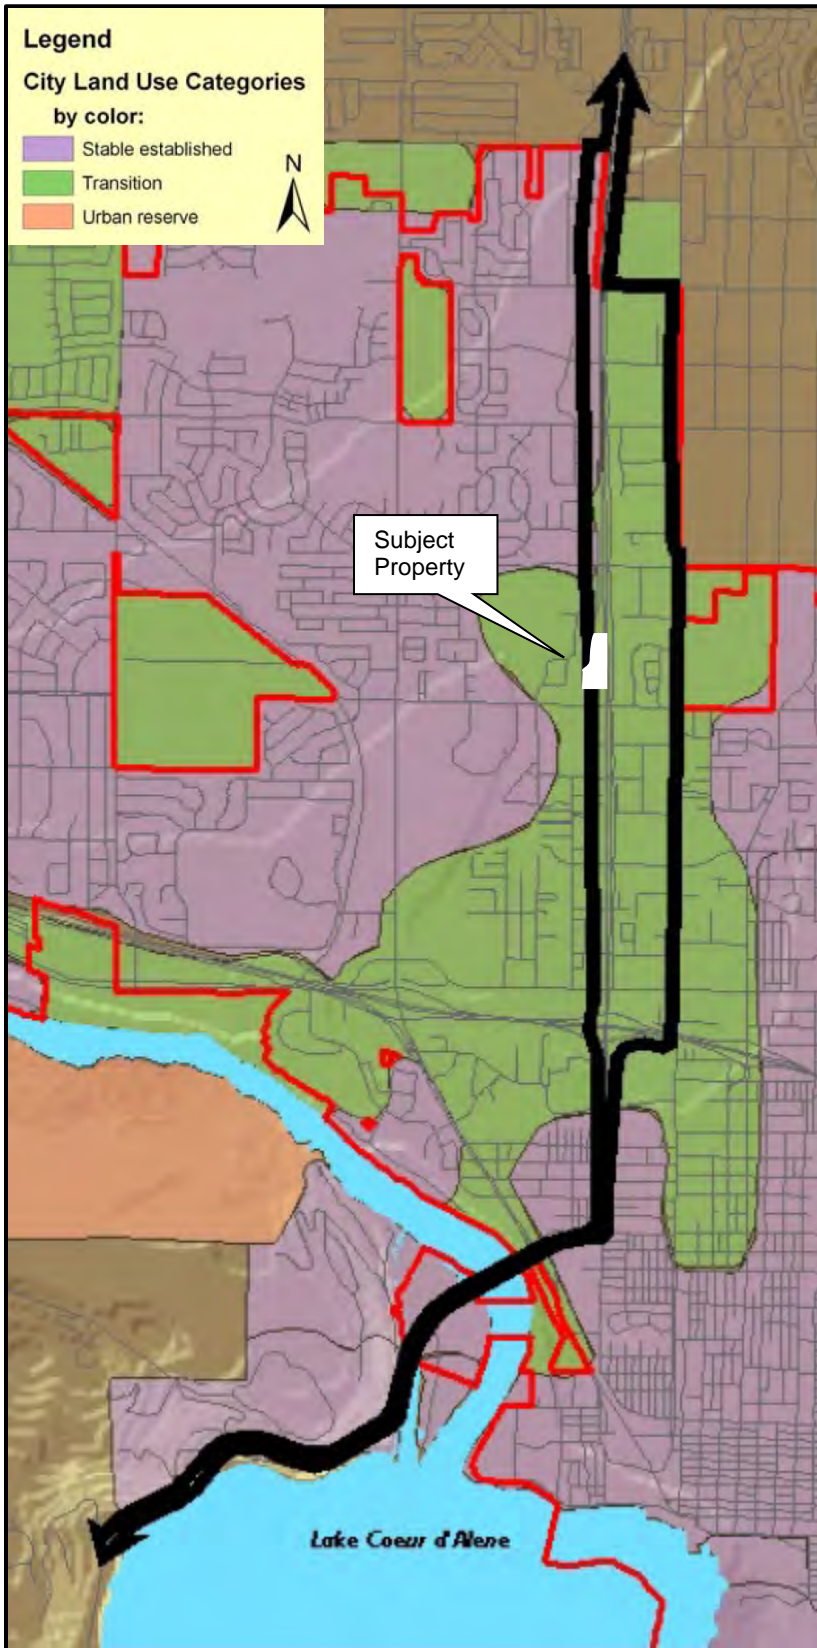 Legend
City Land Use Categories
by color:
Stable established
Transition
Urban reserve
N
Subject
Property
Lake Coeur d'Alene